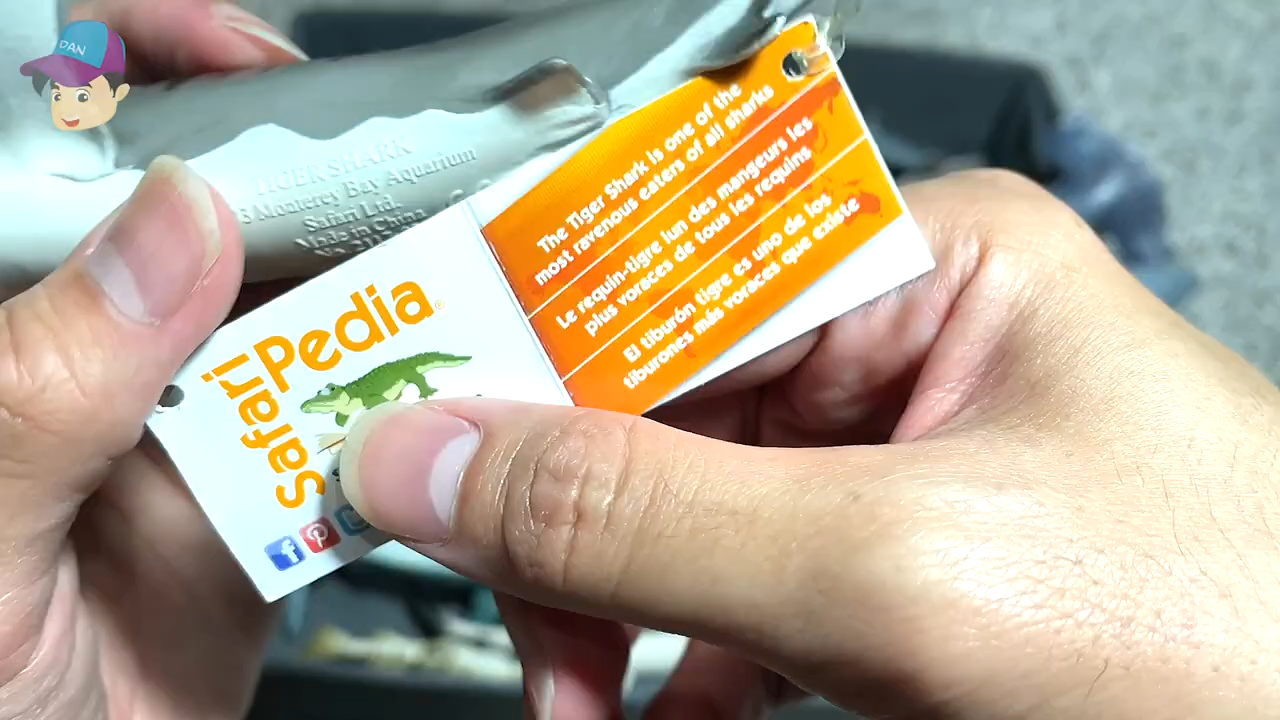 DAN
TIGER SHARK
Monterey Bay Aquarium
Safari Ltd.
Made in China
The Tiger Shark is one of the
most ravenous eaters of all sharks
Le requin-tigre lun des mangeurs les
plus voraces de tous les requins
El tiburón tigre es uno de los
tiburones más voraces que existe
Safari
Pedia®